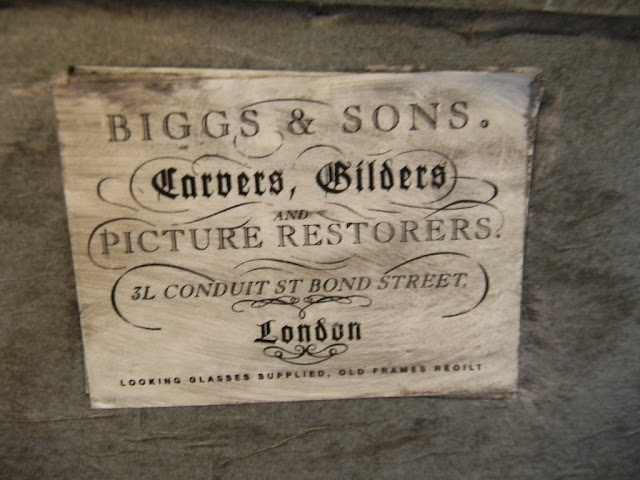 BIGGS & SONS.
Carvers, Gilders
AND
PICTURE RESTORERS.
3L CONDUIT ST BOND STREET.
London
LOOKING GLASSES SUPPLIED, OLD FRAMES REGILT